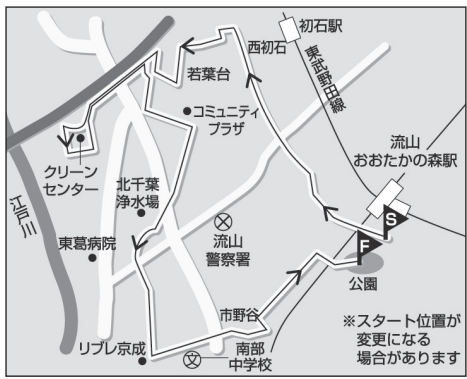 初石駅
西初石
東武野田線
若葉台
コミュニティ
プラザ
流山
おおたかの森駅
クリーン
センター
北千葉
浄水場
S
F
江戸川
流山
警察署
東葛病院
公園
市野谷
※スタート位置が
変更になる
場合があります
リブレ京成
文
南部
中学校